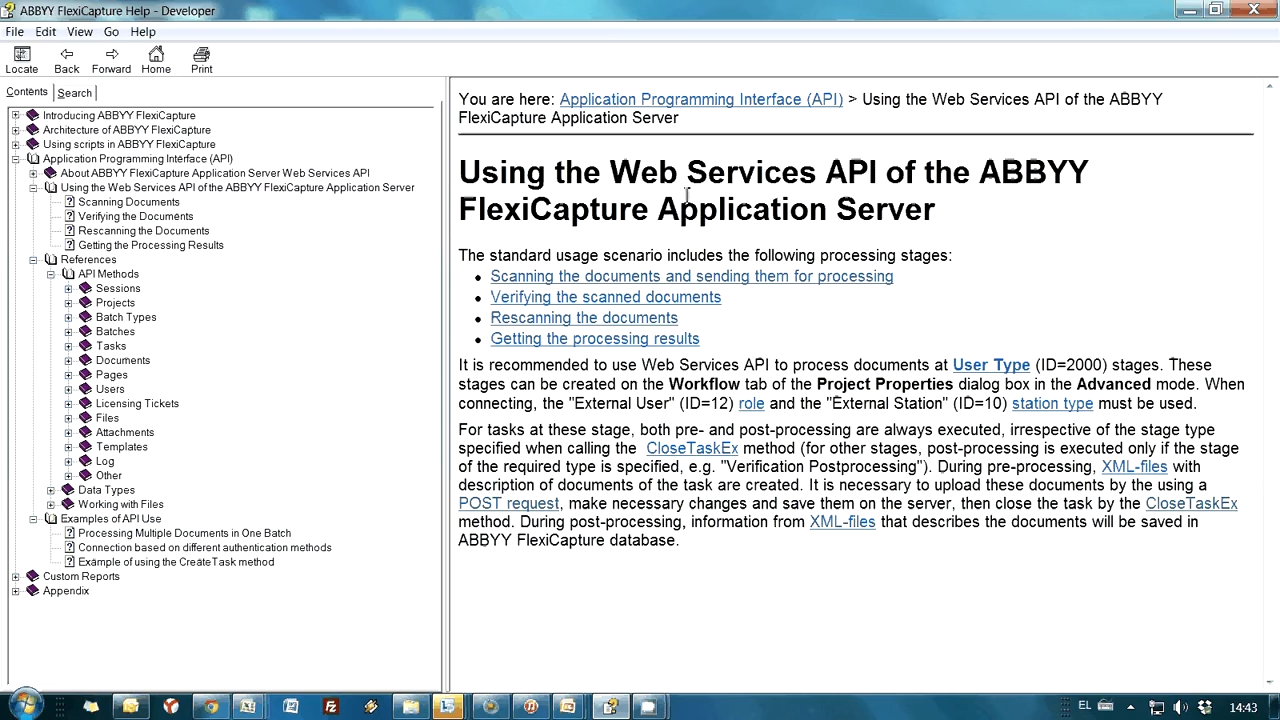 ABBYY FlexiCapture Help - Developer
File Edit View Go Help
Locate Back Forward Home Print
Contents Search
Introducing ABBYY FlexiCapture
Architecture of ABBYY FlexiCapture
Using scripts in ABBYY FlexiCapture
Application Programming Interface (API)
About ABBYY FlexiCapture Application Server Web Services API
Using the Web Services API of the ABBYY FlexiCapture Application Server
Scanning Documents
Verifying the Documents
Rescanning the Documents
Getting the Processing Results
References
API Methods
Sessions
Projects
Batch Types
Batches
Tasks
Documents
Pages
Users
Licensing Tickets
Files
Attachments
Templates
Log
Other
Data Types
Working with Files
Examples of API Use
Processing Multiple Documents in One Batch
Connection based on different authentication methods
Example of using the CreateTask method
Custom Reports
Appendix
You are here: Application Programming Interface (API) > Using the Web Services API of the ABBYY
FlexiCapture Application Server
Using the Web Services API of the ABBYY
FlexiCapture Application Server
The standard usage scenario includes the following processing stages:
• Scanning the documents and sending them for processing
• Verifying the scanned documents
• Rescanning the documents
• Getting the processing results
It is recommended to use Web Services API to process documents at User Type (ID=2000) stages. These
stages can be created on the Workflow tab of the Project Properties dialog box in the Advanced mode. When
connecting, the "External User" (ID=12) role and the "External Station" (ID=10) station type must be used.
For tasks at these stage, both pre- and post-processing are always executed, irrespective of the stage type
specified when calling the CloseTaskEx method (for other stages, post-processing is executed only if the stage
of the required type is specified, e.g. "Verification Postprocessing"). During pre-processing, XML-files with
description of documents of the task are created. It is necessary to upload these documents by the using a
POST request, make necessary changes and save them on the server, then close the task by the CloseTaskEx
method. During post-processing, information from XML-files that describes the documents will be saved in
ABBYY FlexiCapture database.
EL 14:43